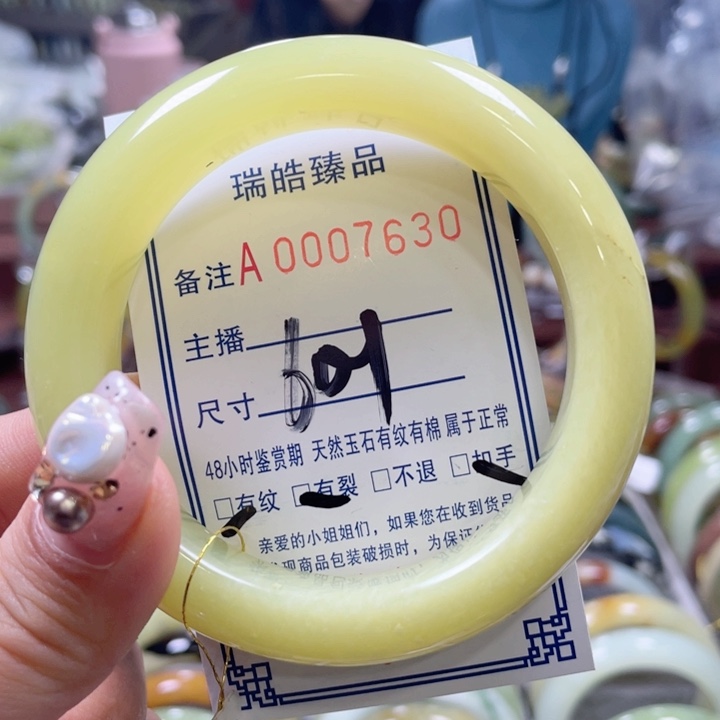 瑞皓臻品
备注A0007630
主播
尺寸
48小时鉴赏期 天然玉石有纹有棉属于正常
□有纹 □有裂 □不退 □扣手
亲爱的小姐姐们，如果您在收到货品
发现商品包装破损时，为保证